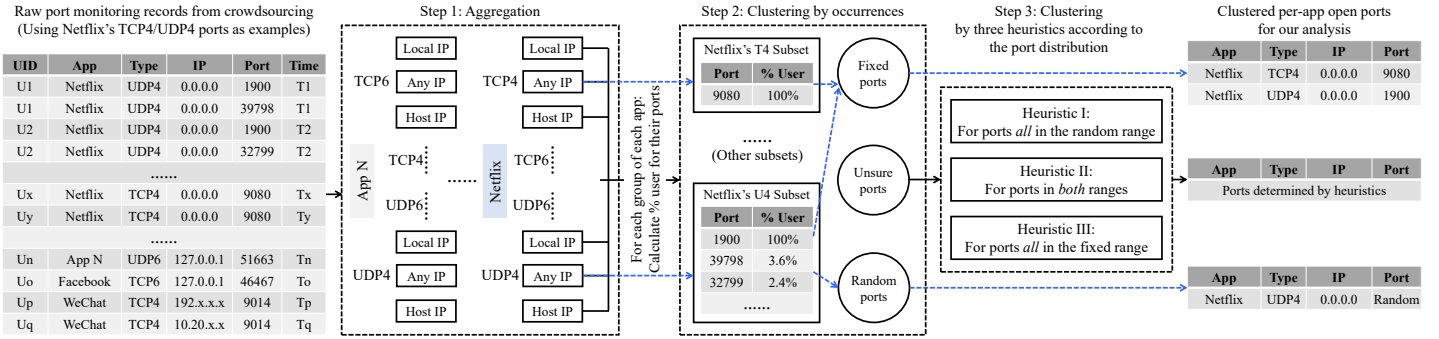 Raw port monitoring records from crowdsourcing
(Using Netflix's TCP4/UDP4 ports as examples)
UID App Type IP Port Time
U1 Netflix UDP4 0.0.0.0 1900 T1
U1 Netflix UDP4 0.0.0.0 39798 T1
U2 Netflix UDP4 0.0.0.0 1900 T2
U2 Netflix UDP4 0.0.0.0 32799 T2
......
Ux Netflix TCP4 0.0.0.0 9080 Tx
Uy Netflix TCP4 0.0.0.0 9080 Ty
......
Un App N UDP6 127.0.0.1 51663 Tn
Uo Facebook TCP6 127.0.0.1 46467 To
Up WeChat TCP4 192.x.x.x 9014 Tp
Uq WeChat TCP4 10.20.x.x 9014 Tq
Step 1: Aggregation
App N
TCP6
Local IP
Any IP
Host IP
TCP4
UDP6
UDP4
Local IP
Any IP
Host IP
......
Netflix
TCP4
Local IP
Any IP
Host IP
TCP6
UDP6
UDP4
Local IP
Any IP
Host IP
For each group of each app:
Calculate % user for their ports
Step 2: Clustering by occurrences
Netflix's T4 Subset
Port % User
9080 100%
......
(Other subsets)
Netflix's U4 Subset
Port % User
1900 100%
39798 3.6%
32799 2.4%
......
Fixed
ports
Unsure
ports
Random
ports
Step 3: Clustering
by three heuristics according to
the port distribution
Heuristic I:
For ports all in the random range
Heuristic II:
For ports in both ranges
Heuristic III:
For ports all in the fixed range
Clustered per-app open ports
for our analysis
App Type IP Port
Netflix TCP4 0.0.0.0 9080
Netflix UDP4 0.0.0.0 1900
App Type IP Port
Ports determined by heuristics
App Type IP Port
Netflix UDP4 0.0.0.0 Random